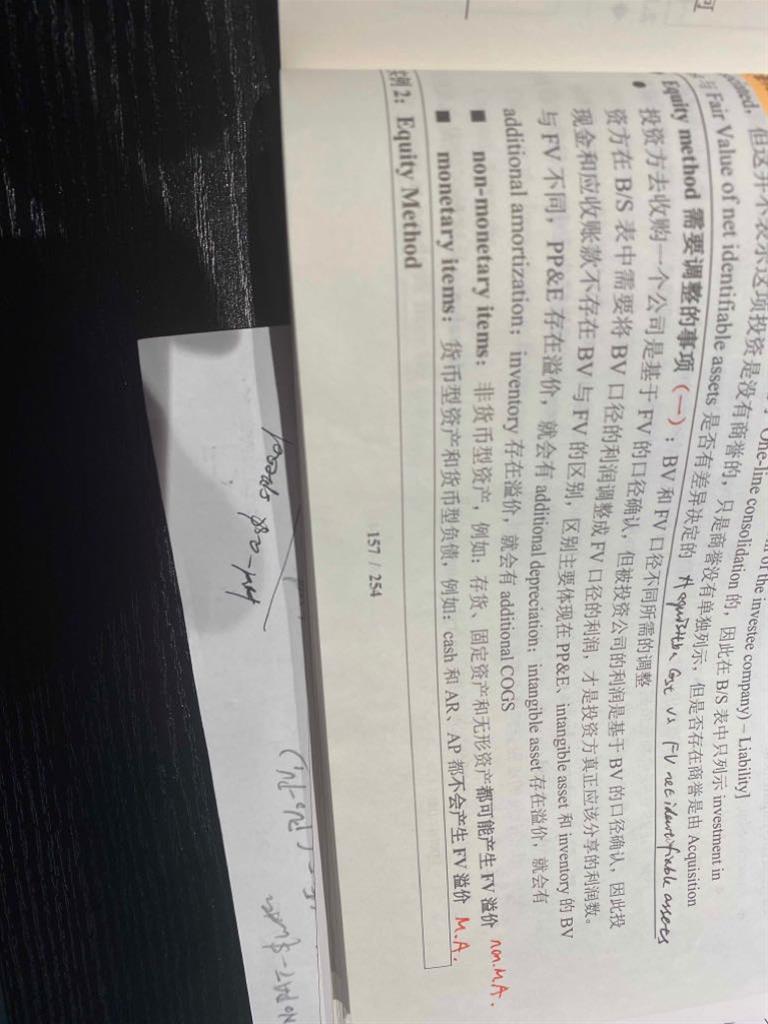 of the investee company) – Liability]
One-line consolidation 的，因此在 B/S 表中只列示 investment in
但这并不表示这项投资是没有商誉的，只是商誉没有单独列示，但是否存在商誉是由 Acquisition
与 Fair Value of net identifiable assets 是否有差异决定的 Acquisition Cost vs FV net identifiable assets
Equity method 需要调整的事项（一）：BV 和 FV 口径不同所需的调整
● 投资方去收购一个公司是基于 FV 的口径确认，但被投资公司的利润是基于 BV 的口径确认，因此投
资方在 B/S 表中需要将 BV 口径的利润调整成 FV 口径的利润，才是投资方真正应该分享的利润数。
现金和应收账款不存在 BV 与 FV 的区别，区别主要体现在 PP&E、intangible asset 和 inventory 的 BV
与 FV 不同，PP&E 存在溢价，就会有 additional depreciation；intangible asset 存在溢价，就会有
additional amortization；inventory 存在溢价，就会有 additional COGS
■ non-monetary items：非货币型资产，例如：存货、固定资产和无形资产都可能产生 FV 溢价 non.M.A.
■ monetary items：货币型资产和货币型负债，例如：cash 和 AR、AP 都不会产生 FV 溢价 M.A.
2：Equity Method
157 / 254